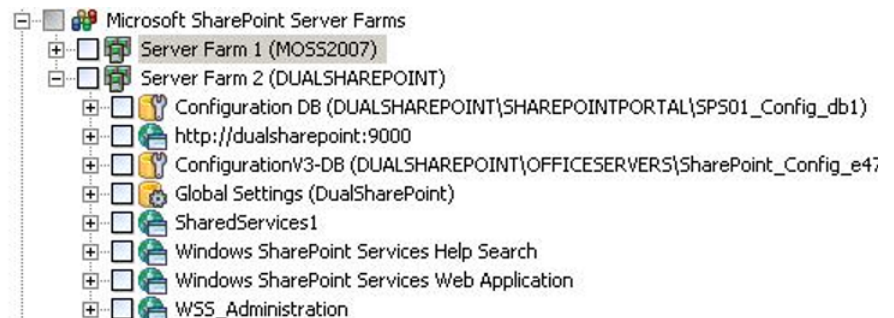 Microsoft SharePoint Server Farms
Server Farm 1 (MOSS2007)
Server Farm 2 (DUALSHAREPOINT)
Configuration DB (DUALSHAREPOINT\SHAREPOINTPORTAL\SPS01_Config_db1)
http://dualsharepoint:9000
ConfigurationV3-DB (DUALSHAREPOINT\OFFICESERVERS\SharePoint_Config_e47
Global Settings (DualSharePoint)
SharedServices1
Windows SharePoint Services Help Search
Windows SharePoint Services Web Application
WSS_Administration